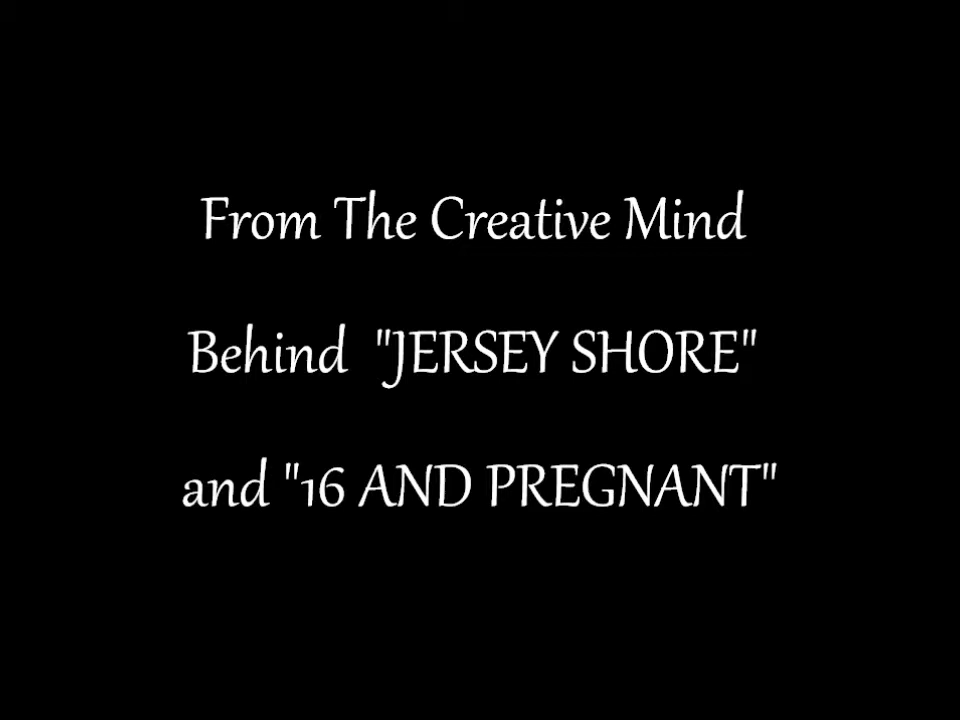 From The Creative Mind
Behind "JERSEY SHORE"
and "16 AND PREGNANT"